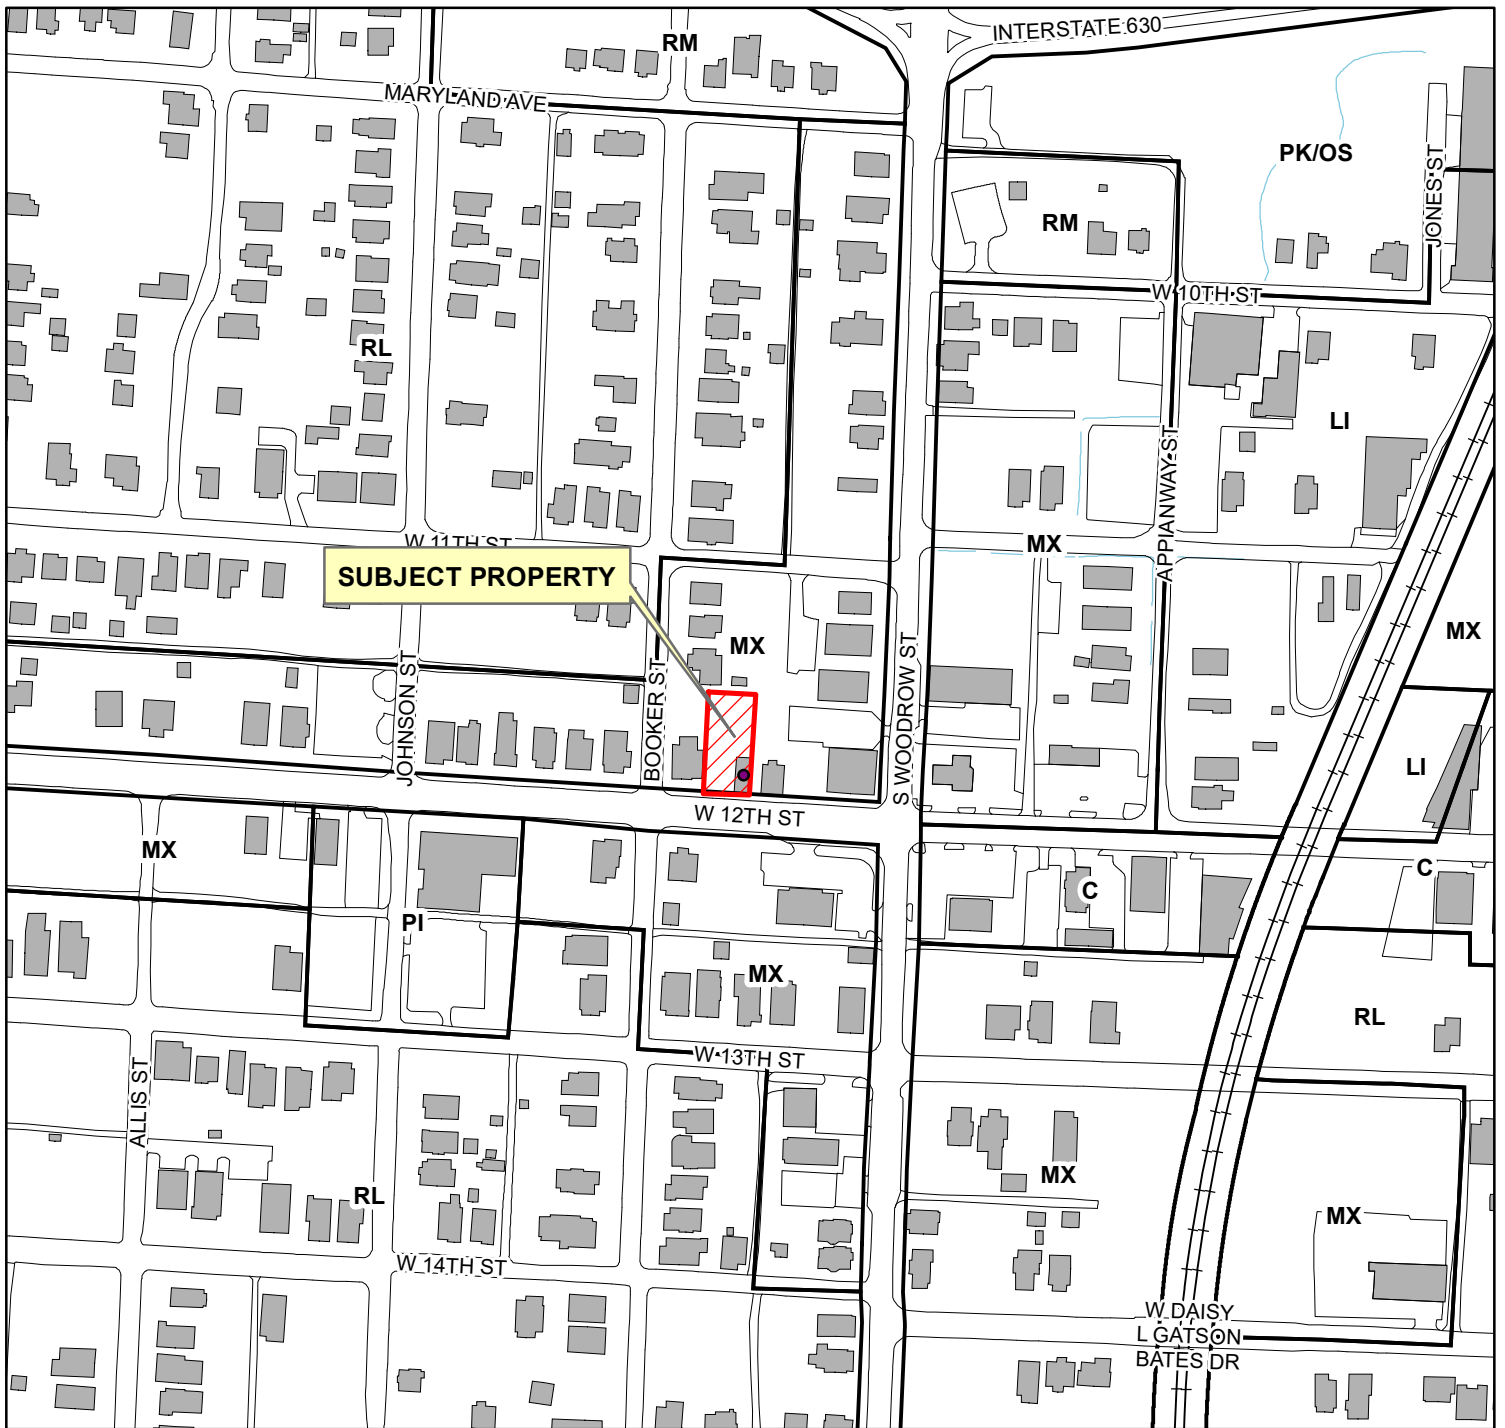 INTERSTATE 630
RM
MARYLAND AVE
PK/OS
JONES ST
RM
W 10TH ST
RL
LI
APPIANWAY ST
W 11TH ST
MX
SUBJECT PROPERTY
MX
MX
JOHNSON ST
BOOKER ST
S WOODROW ST
LI
W 12TH ST
MX
C
C
PI
MX
RL
W 13TH ST
ALLIS ST
MX
RL
MX
W 14TH ST
W DAISY
L GATSON
BATES DR